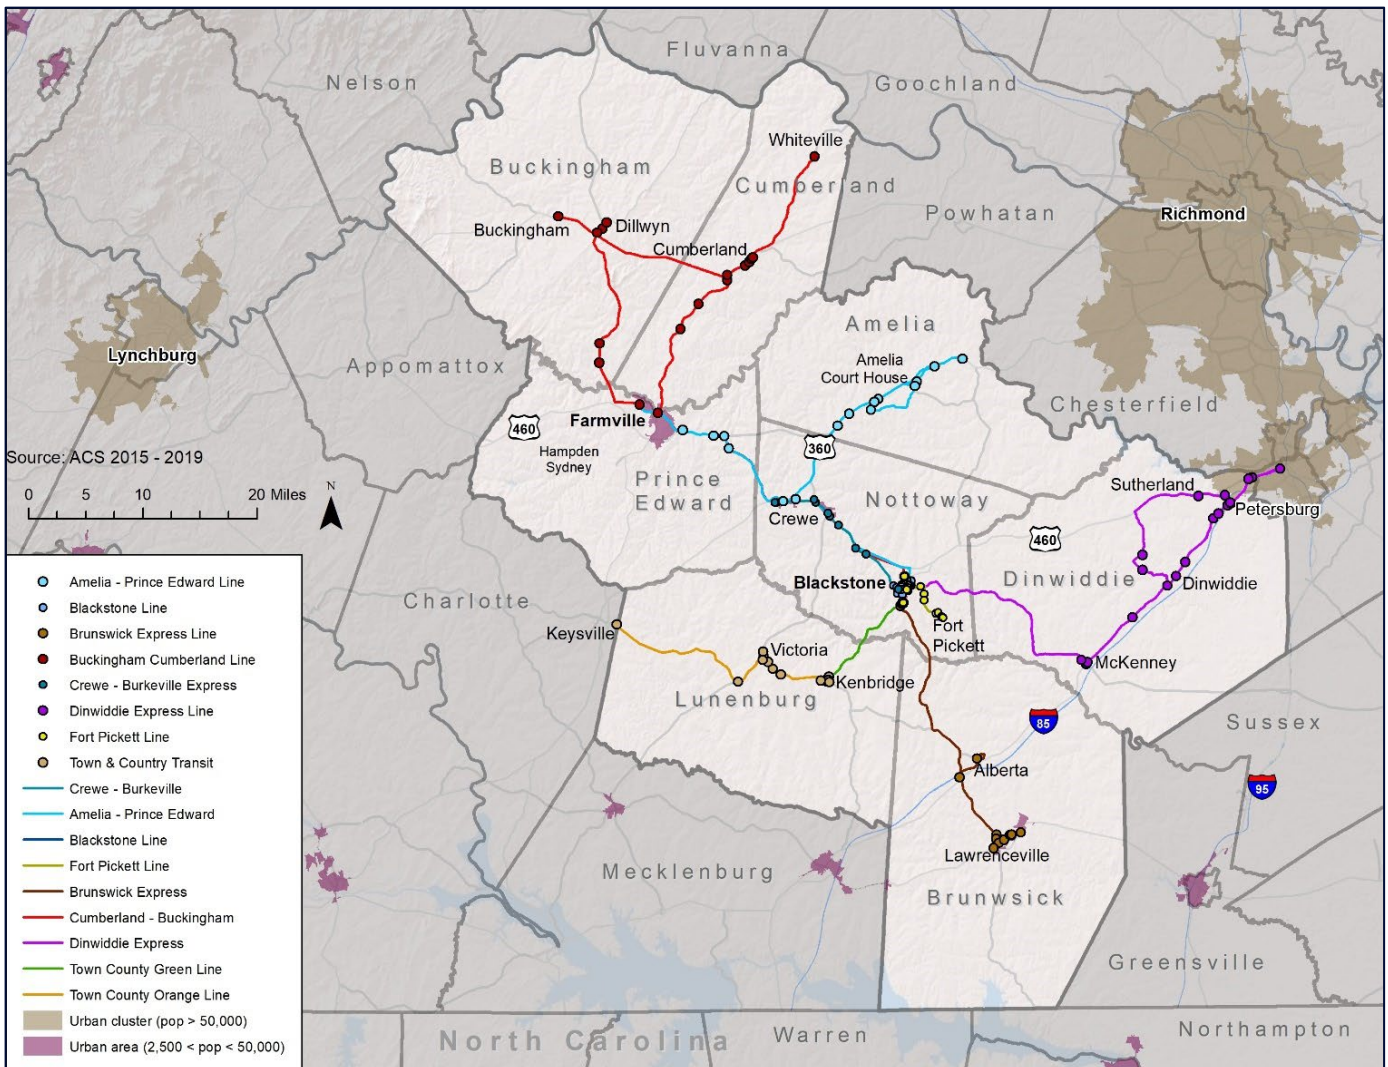 Fluvanna
Nelson
Goochland
Whiteville
Buckingham
Cumberland
Powhatan
Richmond
Buckingham
Dillwyn
Cumberland
Amelia
Lynchburg
Appomattox
Amelia
Court House
Chesterfield
Farmville
460
Hampden
Sydney
360
Source: ACS 2015 - 2019
Prince
Edward
Nottoway
Sutherland
Petersburg
0 5 10 20 Miles
N
Crewe
460
Blackstone
Dinwiddie
Dinwiddie
Charlotte
Keysville
Fort
Pickett
Victoria
McKenney
Kenbridge
Lunenburg
85
Sussex
Alberta
95
Lawrenceville
Mecklenburg
Brunwsick
Greensville
North Carolina
Warren
Northampton
Amelia - Prince Edward Line
Blackstone Line
Brunswick Express Line
Buckingham Cumberland Line
Crewe - Burkeville Express
Dinwiddie Express Line
Fort Pickett Line
Town & Country Transit
Crewe - Burkeville
Amelia - Prince Edward
Blackstone Line
Fort Pickett Line
Brunswick Express
Cumberland - Buckingham
Dinwiddie Express
Town County Green Line
Town County Orange Line
Urban cluster (pop > 50,000)
Urban area (2,500 < pop < 50,000)